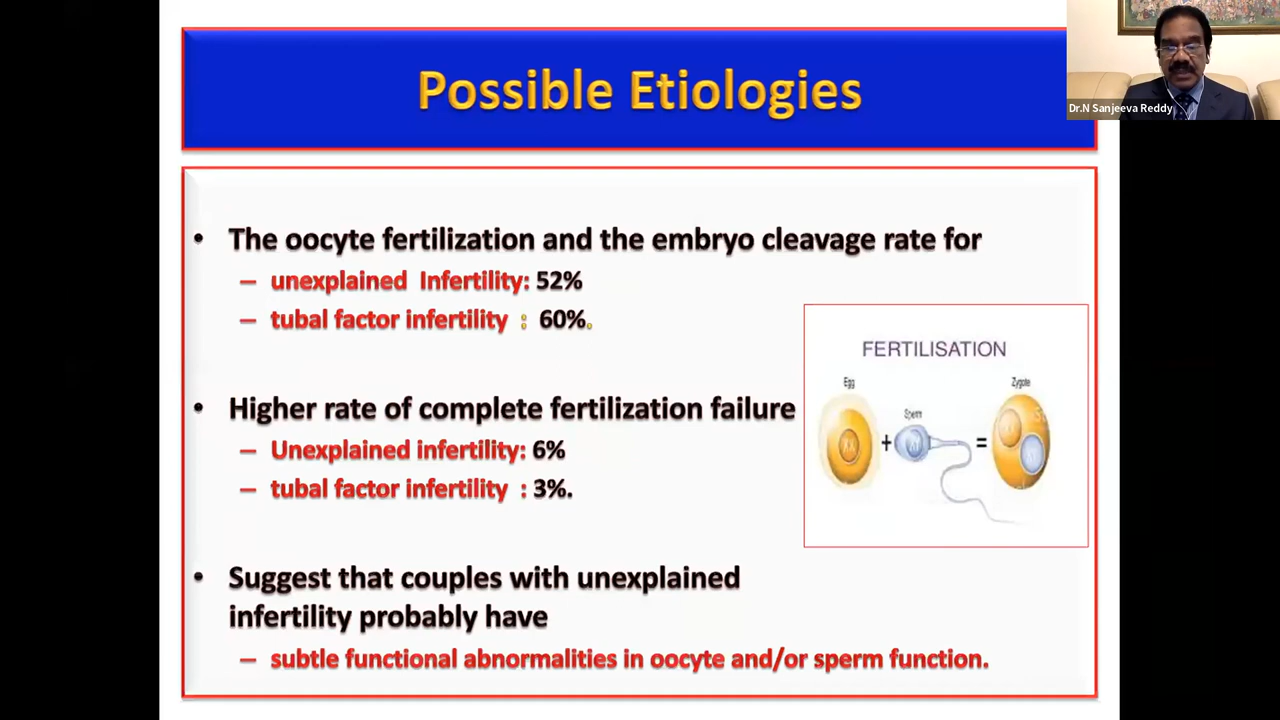 Possible Etiologies
Dr.N Sanjeeva Reddy
• The oocyte fertilization and the embryo cleavage rate for
– unexplained Infertility: 52%
– tubal factor infertility : 60%.
• Higher rate of complete fertilization failure
– Unexplained infertility: 6%
– tubal factor infertility : 3%.
• Suggest that couples with unexplained
infertility probably have
– subtle functional abnormalities in oocyte and/or sperm function.
FERTILISATION
Egg
Sperm
Zygote
+
=